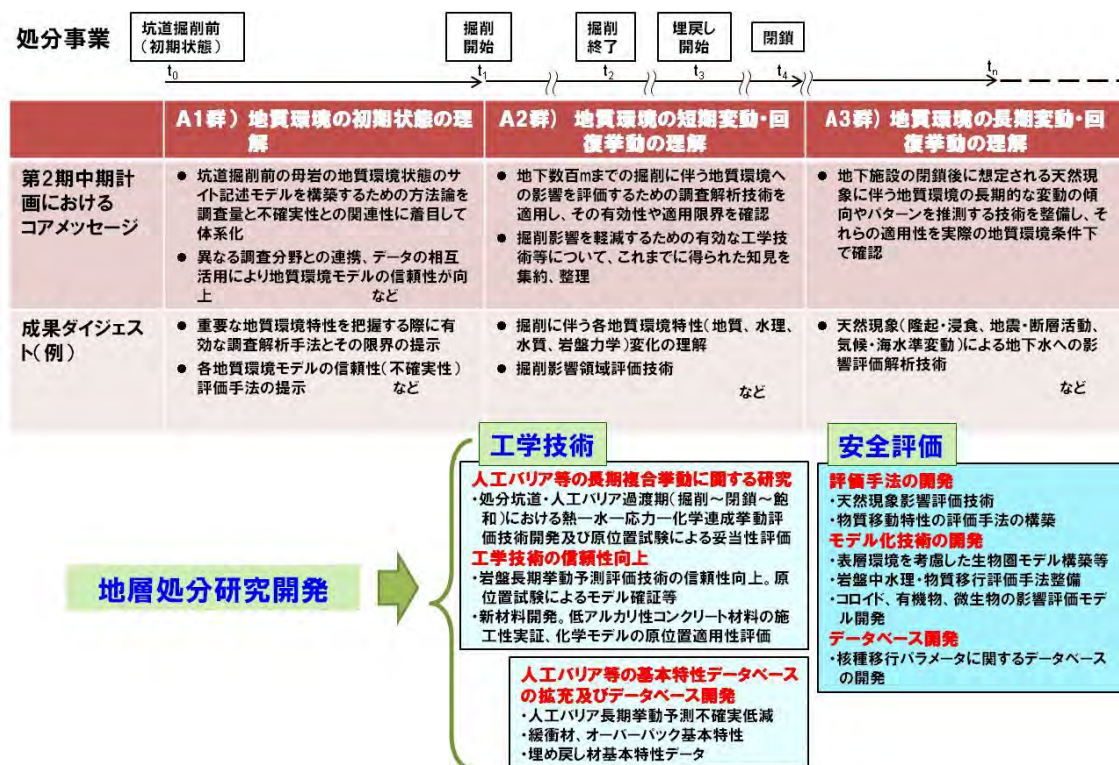 処分事業
坑道掘削前
(初期状態)
掘削
開始
掘削
終了
埋戻し
開始
閉鎖
t0
t1
t2
t3
t4
tn
A1群) 地質環境の初期状態の理
解
A2群) 地質環境の短期変動・回
復挙動の理解
A3群) 地質環境の長期変動・回
復挙動の理解
第2期中期計
画における
コアメッセージ
● 坑道掘削前の母岩の地質環境状態のサ
イト記述モデルを構築するための方法論を
調査量と不確実性との関連性に着目して
体系化
● 異なる調査分野との連携、データの相互
活用により地質環境モデルの信頼性が向
上 など
● 地下数百mまでの掘削に伴う地質環境へ
の影響を評価するための調査解析技術を
適用し、その有効性や適用限界を確認
● 掘削影響を軽減するための有効な工学技
術等について、これまでに得られた知見を
集約、整理
● 地下施設の閉鎖後に想定される天然現
象に伴う地質環境の長期的な変動の傾
向やパターンを推測する技術を整備し、そ
れらの適用性を実際の地質環境条件下
で確認
成果ダイジェス
ト(例)
● 重要な地質環境特性を把握する際に有
効な調査解析手法とその限界の提示
● 各地質環境モデルの信頼性(不確実性)
評価手法の提示 など
● 掘削に伴う各地質環境特性(地質、水理、
水質、岩盤力学)変化の理解
● 掘削影響領域評価技術
など
● 天然現象(隆起・浸食、地震・断層活動、
気候・海水準変動)による地下水への影
響評価解析技術
など
地層処分研究開発
工学技術
人工バリア等の長期複合挙動に関する研究
・処分坑道・人工バリア過渡期(掘削～閉鎖～飽
和)における熱―水―応力―化学連成挙動評
価技術開発及び原位置試験による妥当性評価
工学技術の信頼性向上
・岩盤長期挙動予測評価技術の信頼性向上。原
位置試験によるモデル確証等
・新材料開発。低アルカリ性コンクリート材料の施
工性実証、化学モデルの原位置適用性評価
人工バリア等の基本特性データベース
の拡充及びデータベース開発
・人工バリア長期挙動予測不確実低減
・緩衝材、オーバーパック基本特性
・埋め戻し材基本特性データ
安全評価
評価手法の開発
・天然現象影響評価技術
・物質移動特性の評価手法の構築
モデル化技術の開発
・表層環境を考慮した生物圏モデル構築等
・岩盤中水理・物質移行評価手法整備
・コロイド、有機物、微生物の影響評価モデ
ル開発
データベース開発
・核種移行パラメータに関するデータベース
の開発